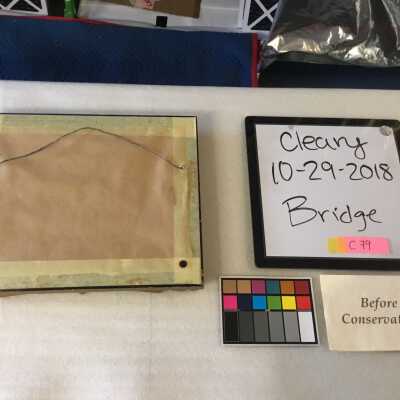 Cleary
10-29-2018
Bridge
C 79
Before
Conservat